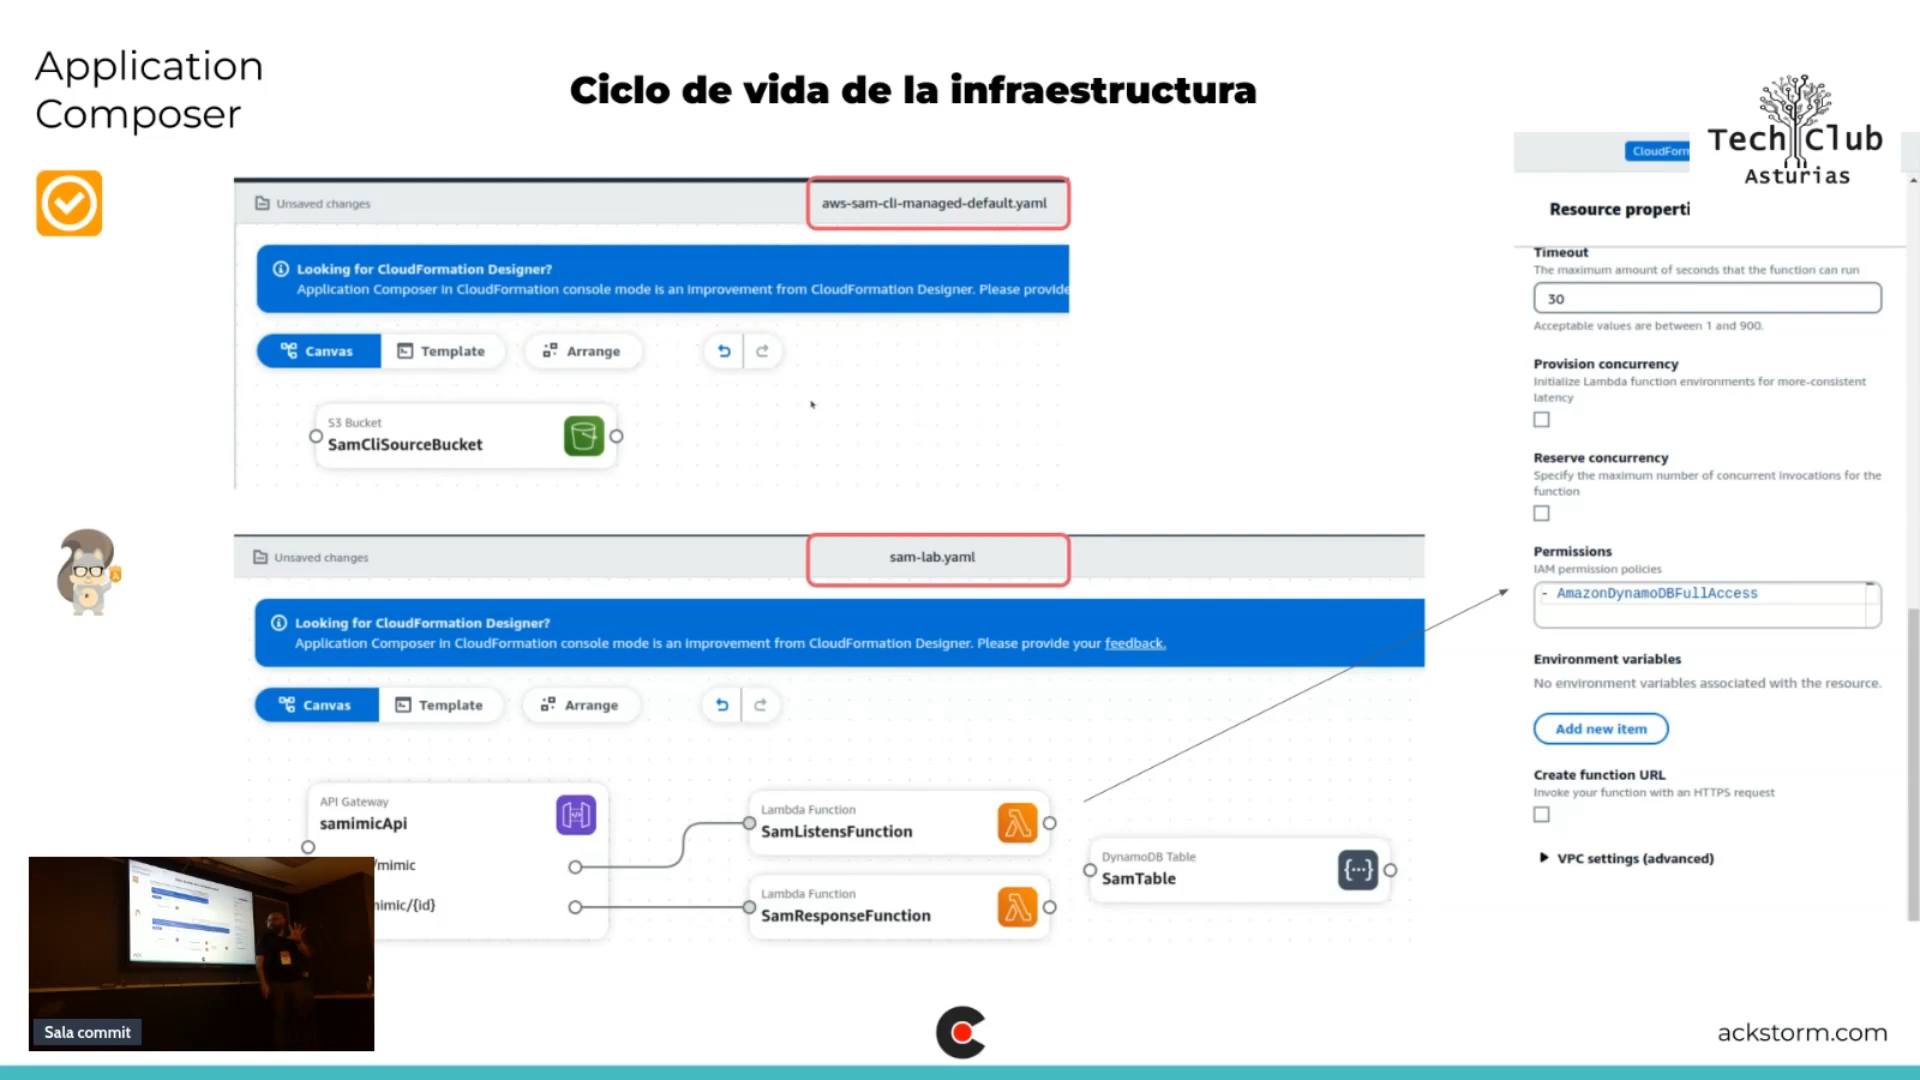 Application
Composer
Ciclo de vida de la infraestructura
Tech Club
Asturias
Unsaved changes
aws-sam-cli-managed-default.yaml
Looking for CloudFormation Designer?
Application Composer in CloudFormation console mode is an improvement from CloudFormation Designer. Please provide
Canvas
Template
Arrange
S3 Bucket
SamCliSourceBucket
Unsaved changes
sam-lab.yaml
Looking for CloudFormation Designer?
Application Composer in CloudFormation console mode is an improvement from CloudFormation Designer. Please provide your feedback.
Canvas
Template
Arrange
API Gateway
samimicApi
/mimic
imic/{id}
Lambda Function
SamListensFunction
Lambda Function
SamResponseFunction
DynamoDB Table
SamTable
CloudForm
Resource properti
Timeout
The maximum amount of seconds that the function can run
30
Acceptable values are between 1 and 900.
Provision concurrency
Initialize Lambda function environments for more-consistent
latency
Reserve concurrency
Specify the maximum number of concurrent invocations for the
function
Permissions
IAM permission policies
- AmazonDynamoDBFullAccess
Environment variables
No environment variables associated with the resource.
Add new item
Create function URL
Invoke your function with an HTTPS request
VPC settings (advanced)
Sala commit
ackstorm.com